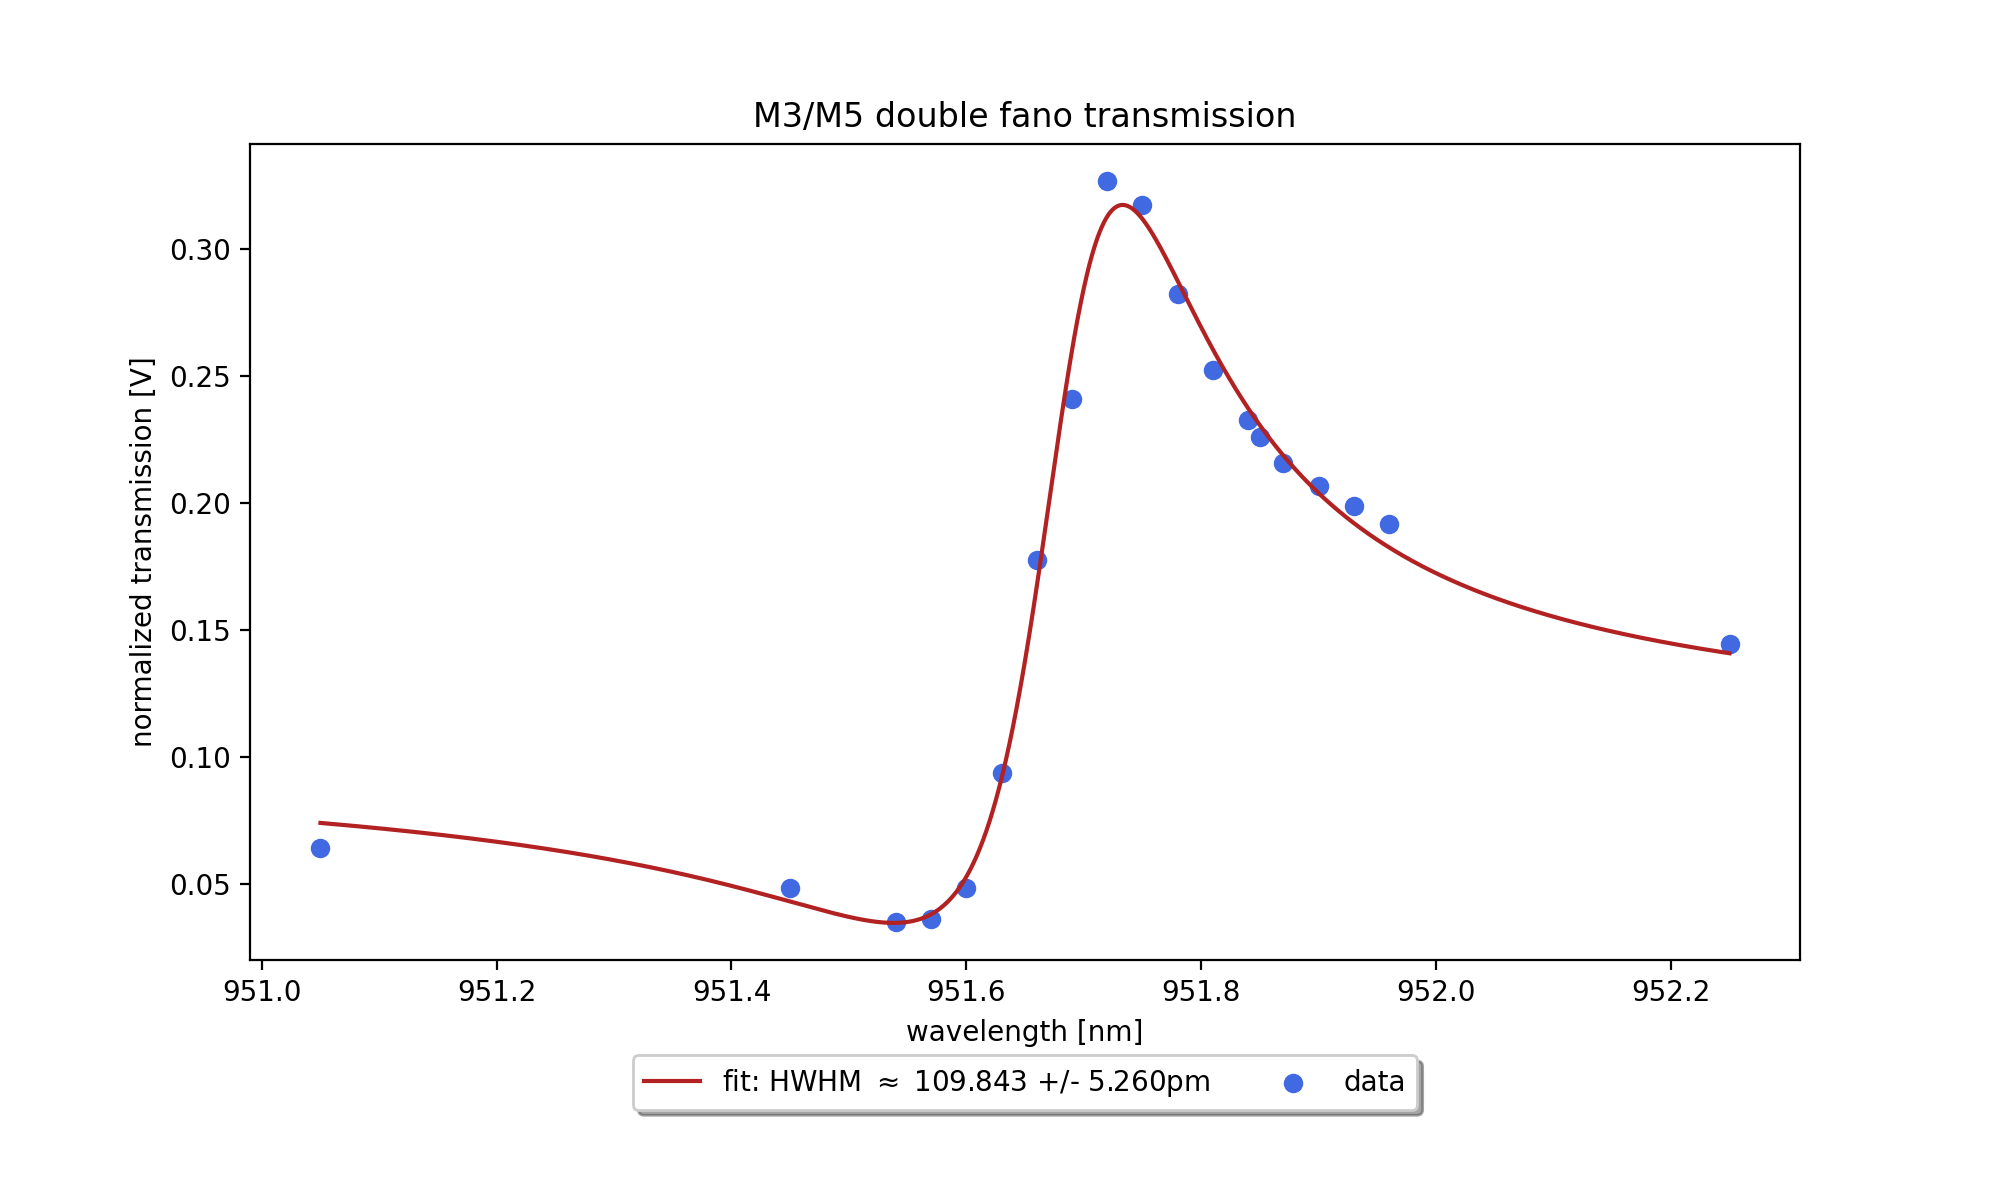 M3/M5 double fano transmission
normalized transmission [V]
0.30
0.25
0.20
0.15
0.10
0.05
951.0 951.2 951.4 951.6 951.8 952.0 952.2
wavelength [nm]
fit: HWHM ≈ 109.843 +/- 5.260pm data